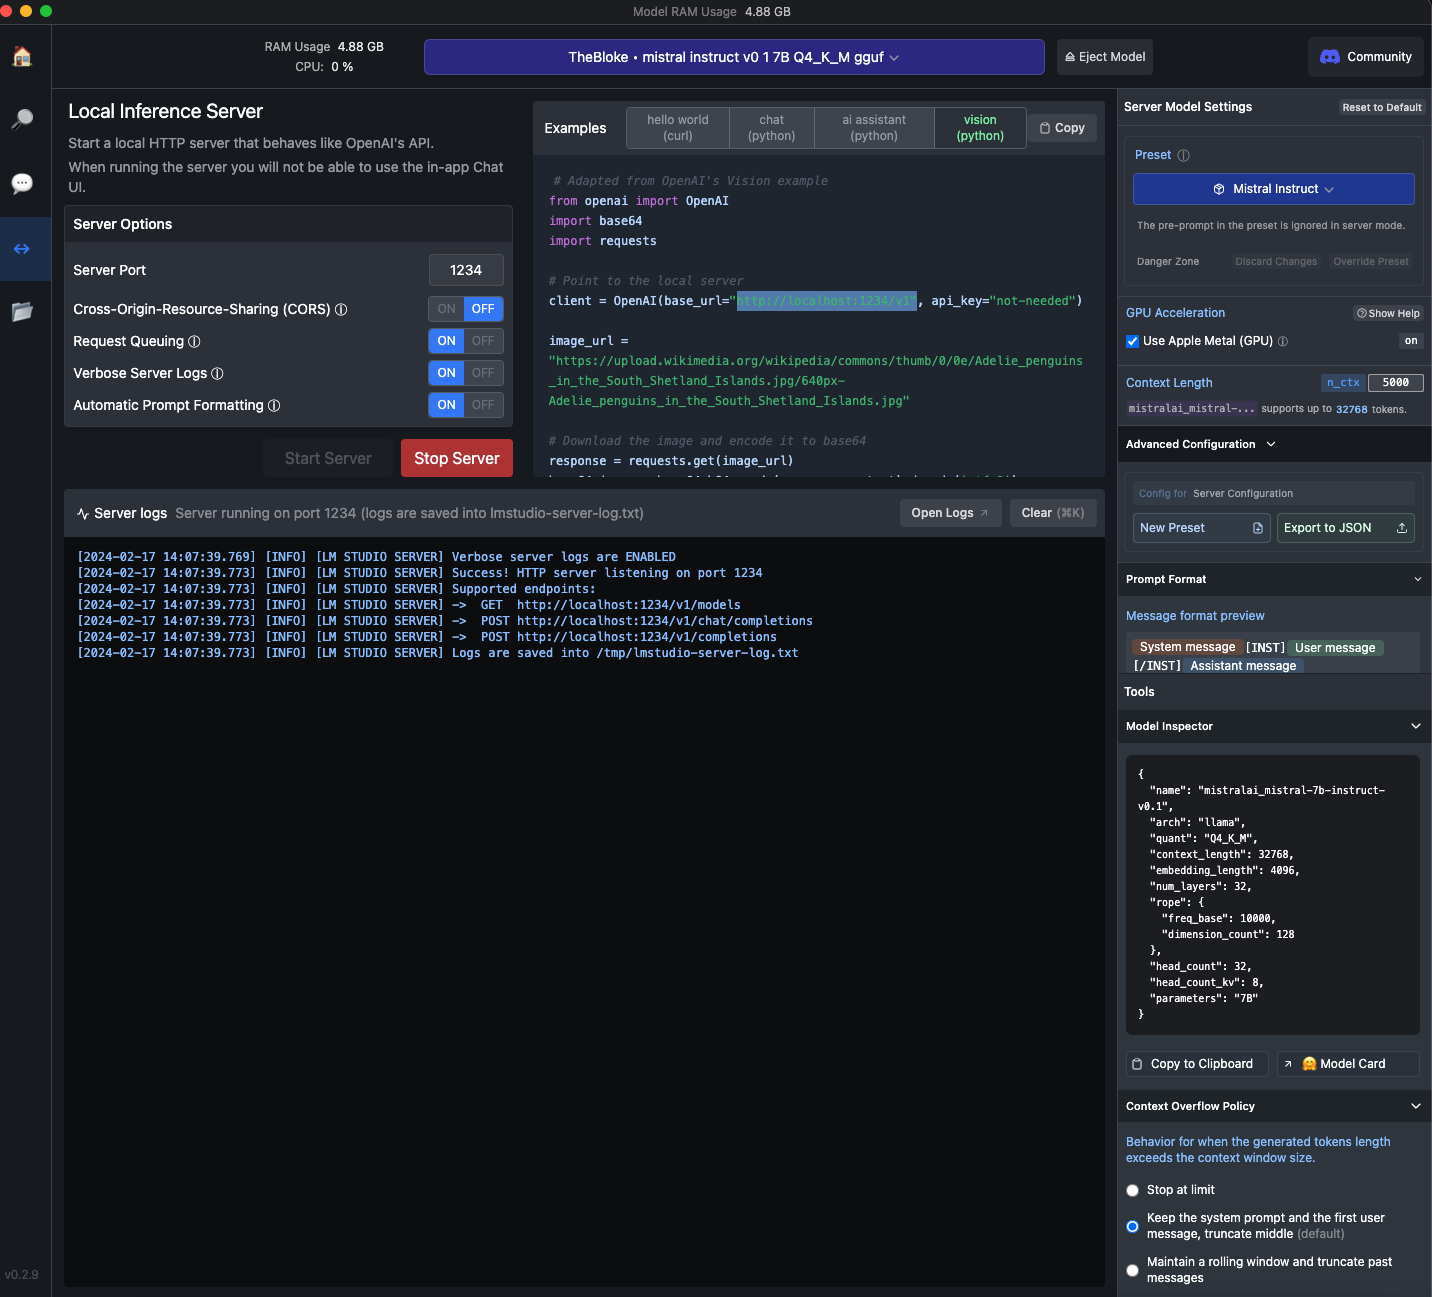 Model RAM Usage 4.88 GB
RAM Usage 4.88 GB
CPU: 0 %
TheBloke • mistral instruct v0 1 7B Q4_K_M gguf
Eject Model
Community
Local Inference Server
Start a local HTTP server that behaves like OpenAI's API.
When running the server you will not be able to use the in-app Chat
UI.
Server Options
Server Port 1234
Cross-Origin-Resource-Sharing (CORS) ON OFF
Request Queuing ON OFF
Verbose Server Logs ON OFF
Automatic Prompt Formatting ON OFF
Start Server Stop Server
Examples
hello world
(curl)
chat
(python)
ai assistant
(python)
vision
(python)
Copy
# Adapted from OpenAI's Vision example
from openai import OpenAI
import base64
import requests
# Point to the local server
client = OpenAI(base_url="http://localhost:1234/v1", api_key="not-needed")
image_url =
"https://upload.wikimedia.org/wikipedia/commons/thumb/0/0e/Adelie_penguins
_in_the_South_Shetland_Islands.jpg/640px-
Adelie_penguins_in_the_South_Shetland_Islands.jpg"
# Download the image and encode it to base64
response = requests.get(image_url)
Server logs Server running on port 1234 (logs are saved into lmstudio-server-log.txt)
Open Logs Clear (⌘K)
[2024-02-17 14:07:39.769] [INFO] [LM STUDIO SERVER] Verbose server logs are ENABLED
[2024-02-17 14:07:39.773] [INFO] [LM STUDIO SERVER] Success! HTTP server listening on port 1234
[2024-02-17 14:07:39.773] [INFO] [LM STUDIO SERVER] Supported endpoints:
[2024-02-17 14:07:39.773] [INFO] [LM STUDIO SERVER] -> GET http://localhost:1234/v1/models
[2024-02-17 14:07:39.773] [INFO] [LM STUDIO SERVER] -> POST http://localhost:1234/v1/chat/completions
[2024-02-17 14:07:39.773] [INFO] [LM STUDIO SERVER] -> POST http://localhost:1234/v1/completions
[2024-02-17 14:07:39.773] [INFO] [LM STUDIO SERVER] Logs are saved into /tmp/lmstudio-server-log.txt
v0.2.9
Server Model Settings Reset to Default
Preset
Mistral Instruct
The pre-prompt in the preset is ignored in server mode.
Danger Zone Discard Changes Override Preset
GPU Acceleration Show Help
Use Apple Metal (GPU) on
Context Length n_ctx 5000
mistralai_mistral-... supports up to 32768 tokens.
Advanced Configuration
Config for Server Configuration
New Preset Export to JSON
Prompt Format
Message format preview
System message [INST] User message
[/INST] Assistant message
Tools
Model Inspector
{
"name": "mistralai_mistral-7b-instruct-
v0.1",
"arch": "llama",
"quant": "Q4_K_M",
"context_length": 32768,
"embedding_length": 4096,
"num_layers": 32,
"rope": {
"freq_base": 10000,
"dimension_count": 128
},
"head_count": 32,
"head_count_kv": 8,
"parameters": "7B"
}
Copy to Clipboard 🤗 Model Card
Context Overflow Policy
Behavior for when the generated tokens length
exceeds the context window size.
Stop at limit
Keep the system prompt and the first user
message, truncate middle (default)
Maintain a rolling window and truncate past
messages